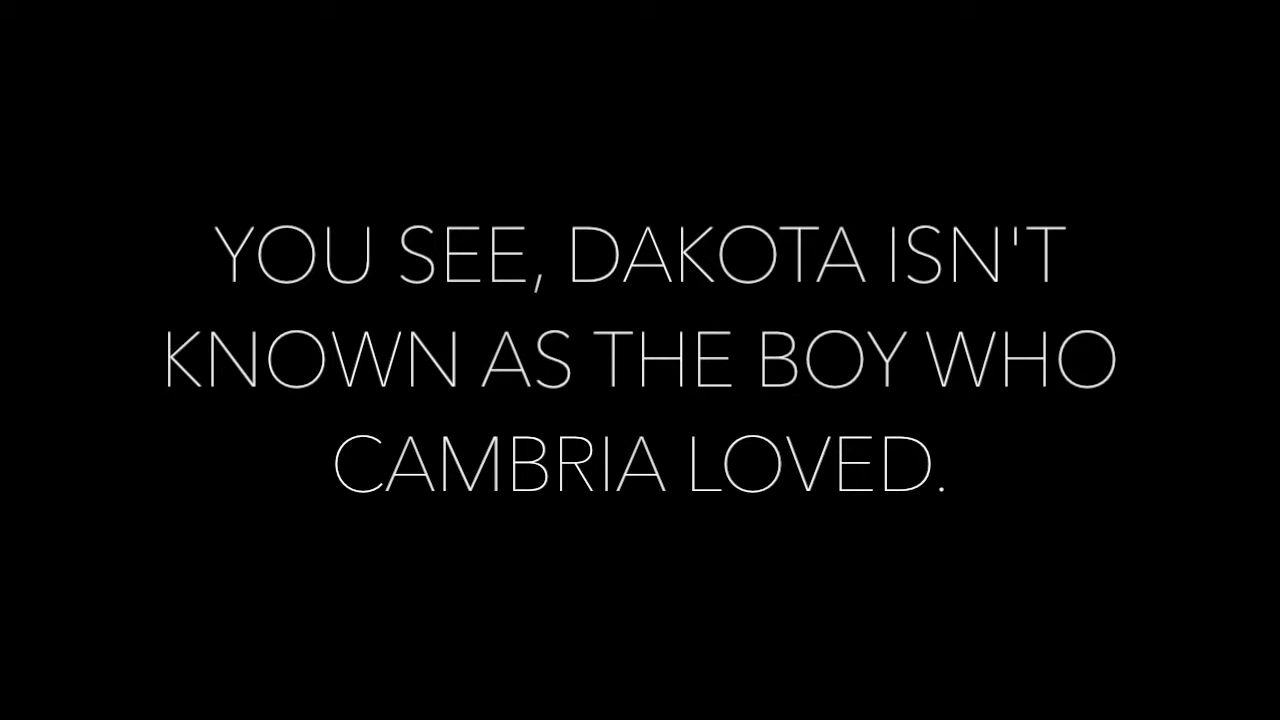 YOU SEE, DAKOTA ISN'T
KNOWN AS THE BOY WHO
CAMBRIA LOVED.